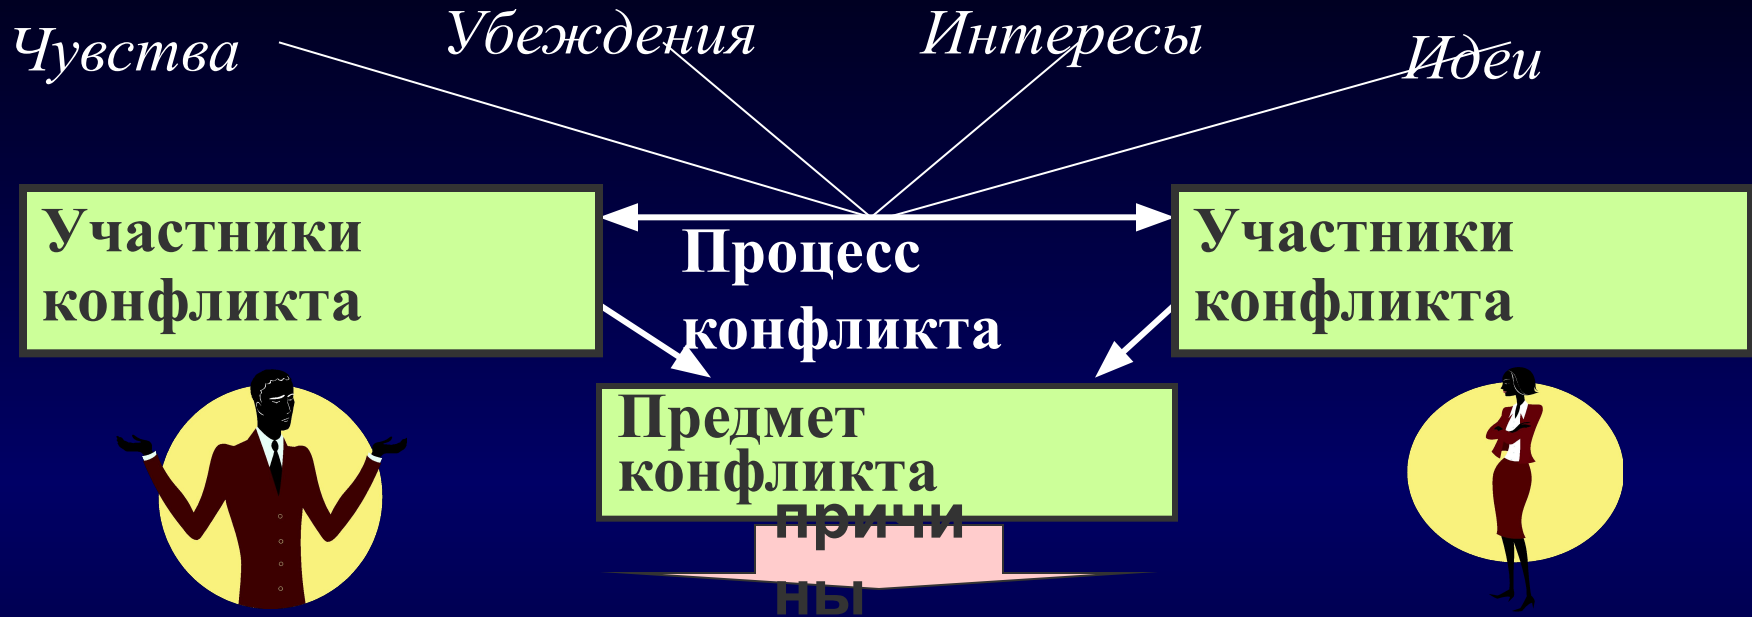 Чувства
Убеждения
Интересы
Идеи
Участники
конфликта
Процесс
конфликта
Участники
конфликта
Предмет
конфликта
причи
ны